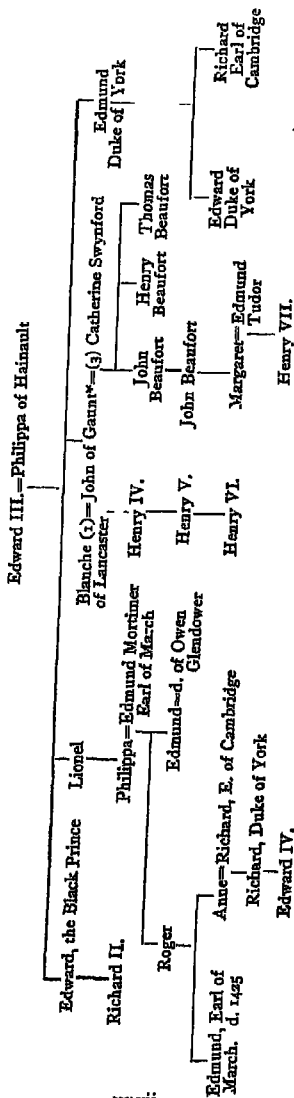 Edward III.=Philippa of Hainault
Edward, the Black Prince
Lionel
Blanche (1)=John of Gaunt*=(3) Catherine Swynford
of Lancaster
Edmund
Duke of York
Richard II.
Philippa=Edmund Mortimer
Earl of March
Henry IV.
John
Beaufort
Henry
Beaufort
Thomas
Beaufort
Edward
Duke of
York
Richard
Earl of
Cambridge
Roger
Edmund=d. of Owen
Glendower
Henry V.
John Beaufort
Edmund, Earl of
March. d. 1425
Anne=Richard, E. of Cambridge
Henry VI.
Margaret=Edmund
Tudor
Richard, Duke of York
Henry VII.
Edward IV.